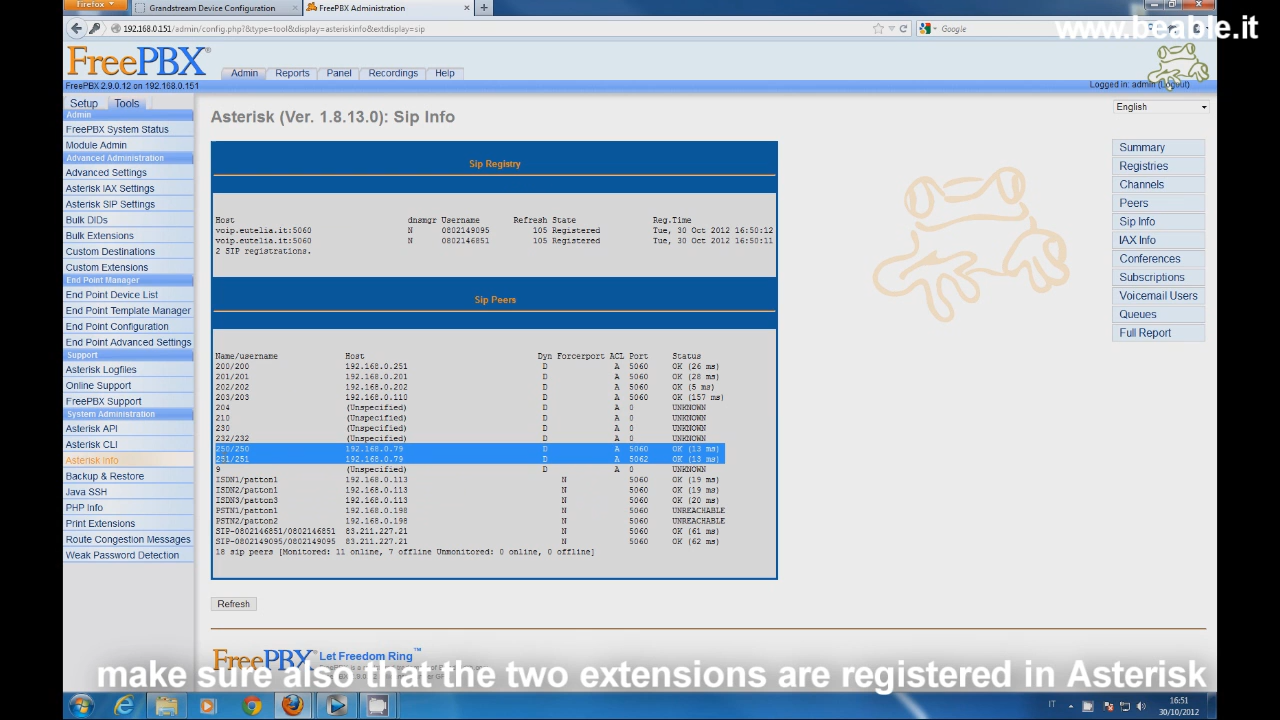 Firefox
Grandstream Device Configuration
FreePBX Administration
192.168.0.151/admin/config.php?&type=tool&display=asteriskinfo&extdisplay=sip
Google
www.beable.it
FreePBX
Admin
Reports
Panel
Recordings
Help
FreePBX 2.9.0.12 on 192.168.0.151
Logged in: admin (Logout)
Setup
Tools
English
Admin
FreePBX System Status
Module Admin
Advanced Administration
Advanced Settings
Asterisk IAX Settings
Asterisk SIP Settings
Bulk DIDs
Bulk Extensions
Custom Destinations
Custom Extensions
End Point Manager
End Point Device List
End Point Template Manager
End Point Configuration
End Point Advanced Settings
Support
Asterisk Logfiles
Online Support
FreePBX Support
System Administration
Asterisk API
Asterisk CLI
Asterisk Info
Backup & Restore
Java SSH
PHP Info
Print Extensions
Route Congestion Messages
Weak Password Detection
Asterisk (Ver. 1.8.13.0): Sip Info
Sip Registry
Host dnsmgr Username Refresh State Reg.Time
voip.eutelia.it:5060 N 0802149095 105 Registered Tue, 30 Oct 2012 16:50:12
voip.eutelia.it:5060 N 0802146851 105 Registered Tue, 30 Oct 2012 16:50:11
2 SIP registrations.
Sip Peers
Name/username Host Dyn Forcerport ACL Port Status
200/200 192.168.0.251 D A 5060 OK (26 ms)
201/201 192.168.0.201 D A 5060 OK (28 ms)
202/202 192.168.0.202 D A 5060 OK (5 ms)
203/203 192.168.0.110 D A 5060 OK (157 ms)
204 (Unspecified) D A 0 UNKNOWN
210 (Unspecified) D A 0 UNKNOWN
230 (Unspecified) D A 0 UNKNOWN
232/232 (Unspecified) D A 0 UNKNOWN
250/250 192.168.0.79 D A 5060 OK (13 ms)
251/251 192.168.0.79 D A 5062 OK (13 ms)
9 (Unspecified) D A 0 UNKNOWN
ISDN1/patton1 192.168.0.113 N 5060 OK (19 ms)
ISDN2/patton2 192.168.0.113 N 5060 OK (19 ms)
ISDN3/patton3 192.168.0.113 N 5060 OK (20 ms)
PSTN1/patton1 192.168.0.198 N 5060 UNREACHABLE
PSTN2/patton2 192.168.0.198 N 5060 UNREACHABLE
SIP-0802146851/0802146851 83.211.227.21 N 5060 OK (61 ms)
SIP-0802149095/0802149095 83.211.227.21 N 5060 OK (62 ms)
18 sip peers [Monitored: 11 online, 7 offline Unmonitored: 0 online, 0 offline]
Refresh
Summary
Registries
Channels
Peers
Sip Info
IAX Info
Conferences
Subscriptions
Voicemail Users
Queues
Full Report
FreePBX
Let Freedom Ring™
make sure also that the two extensions are registered in Asterisk
IT
16:51
30/10/2012